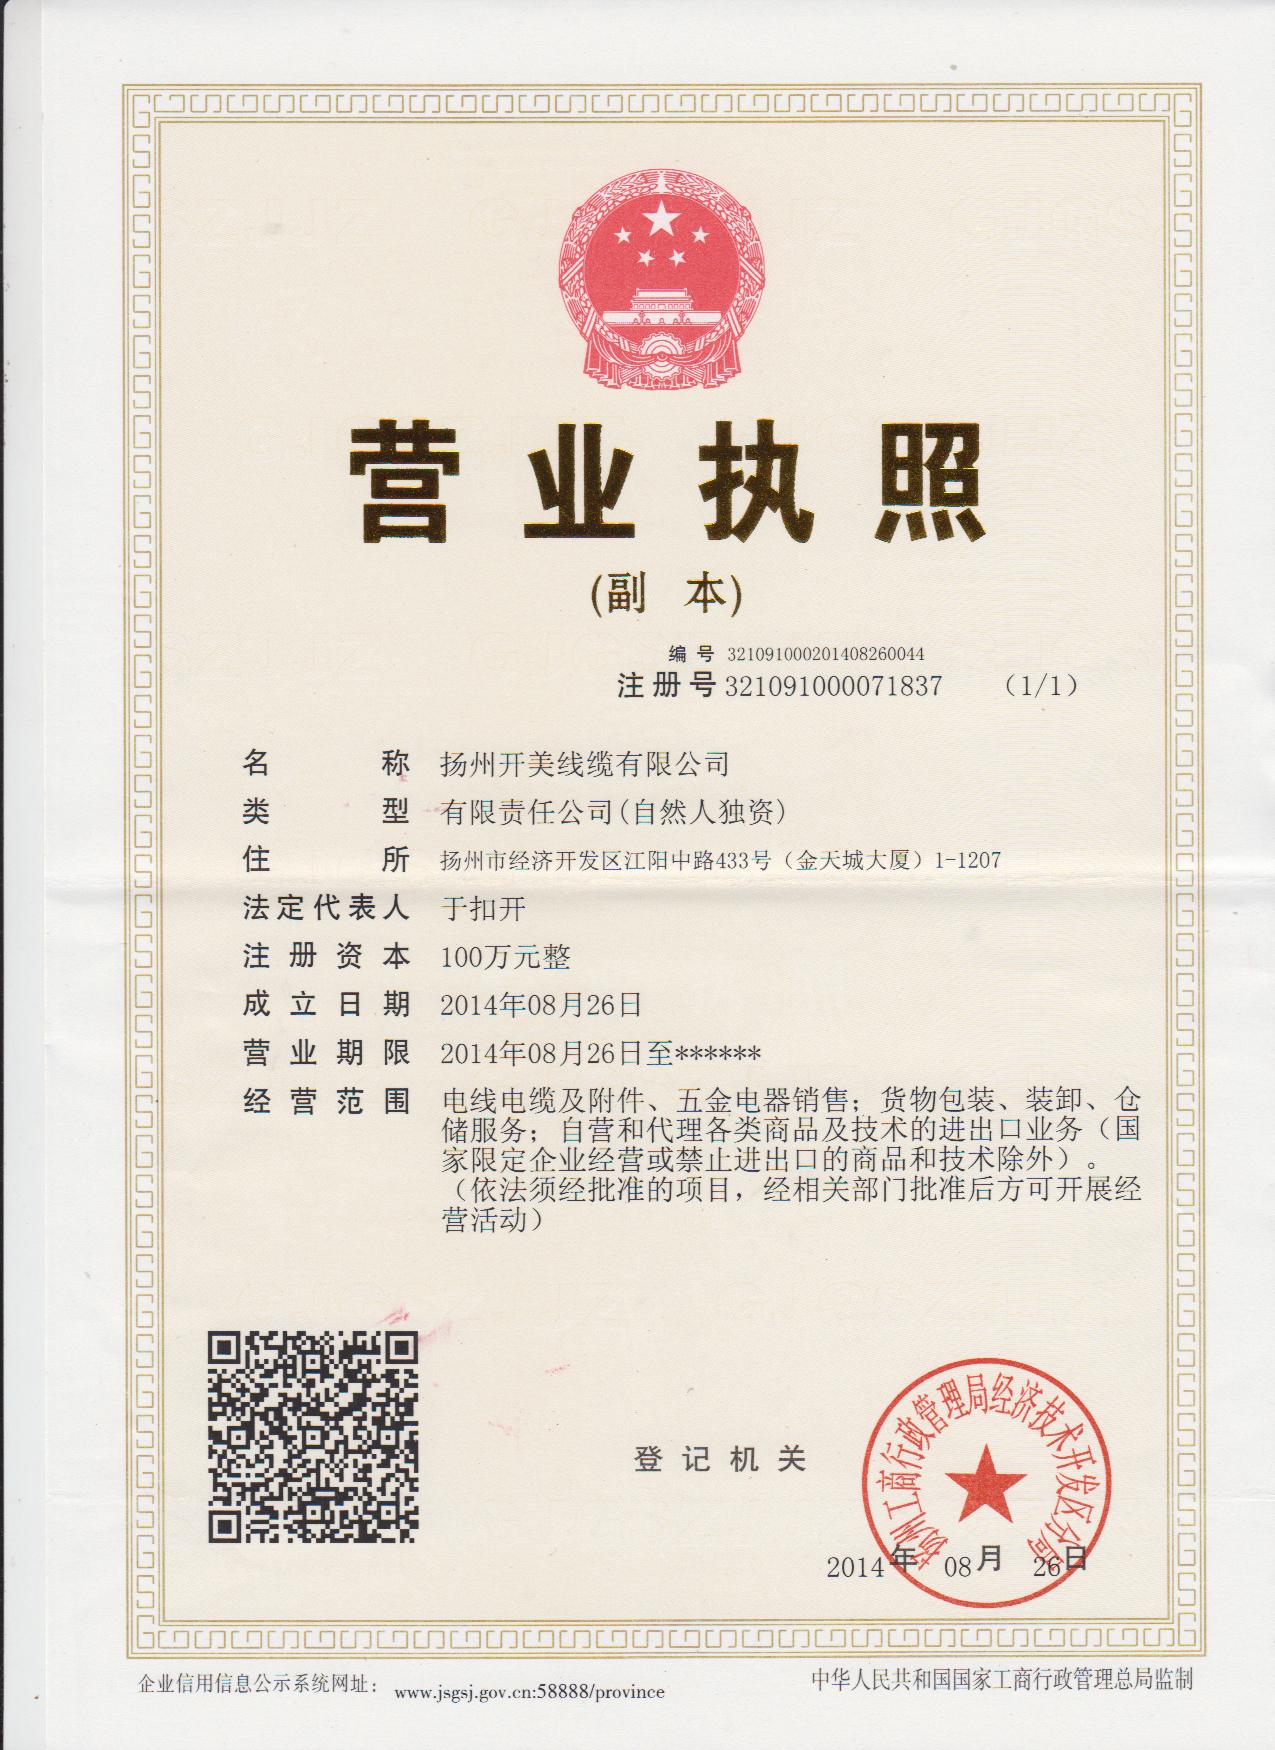 营业执照
(副 本)
编 号 321091000201408260044
注册号 321091000071837 （1/1）
名 称 扬州开美线缆有限公司
类 型 有限责任公司(自然人独资)
住 所 扬州市经济开发区江阳中路433号（金天城大厦）1-1207
法定代表人 于扣开
注册资本 100万元整
成立日期 2014年08月26日
营业期限 2014年08月26日至******
经营范围 电线电缆及附件、五金电器销售；货物包装、装卸、仓
储服务；自营和代理各类商品及技术的进出口业务（国
家限定企业经营或禁止进出口的商品和技术除外）。
（依法须经批准的项目，经相关部门批准后方可开展经
营活动）
登记机关
扬州工商行政管理局经济技术开发区分局
2014年 08月 26日
企业信用信息公示系统网址： www.jsgsj.gov.cn:58888/province
中华人民共和国国家工商行政管理总局监制